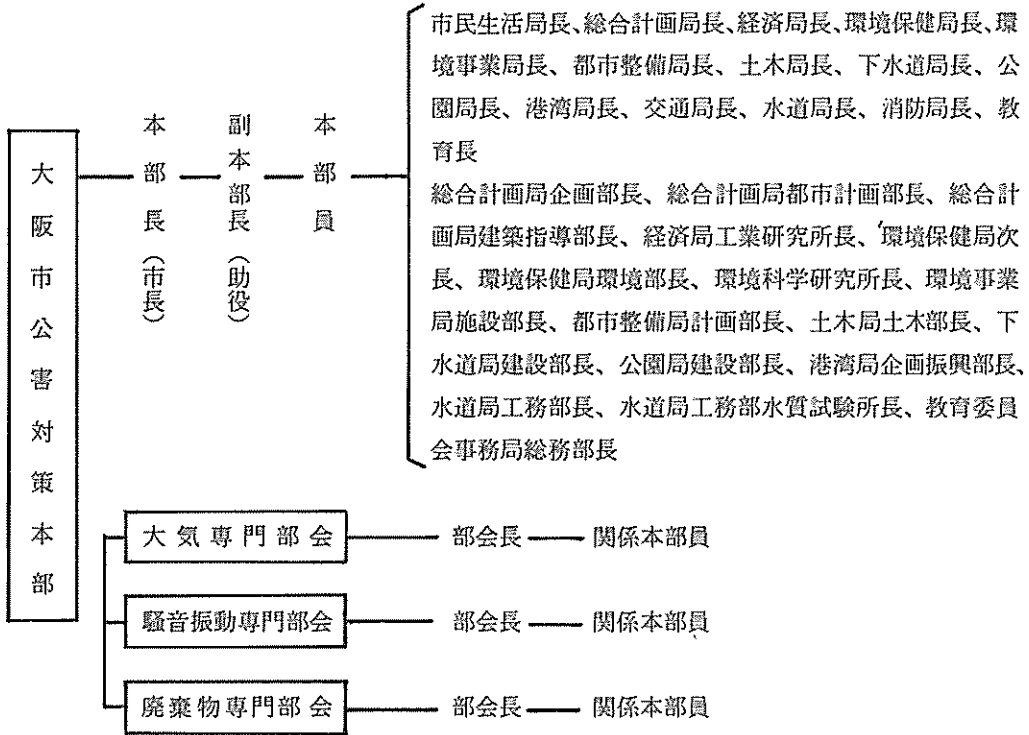 大阪市公害対策本部
本部長（市長）
副本部長（助役）
本部員
市民生活局長、総合計画局長、経済局長、環境保健局長、環
境事業局長、都市整備局長、土木局長、下水道局長、公
園局長、港湾局長、交通局長、水道局長、消防局長、教
育長
総合計画局企画部長、総合計画局都市計画部長、総合計
画局建築指導部長、経済局工業研究所長、環境保健局次
長、環境保健局環境部長、環境科学研究所長、環境事業
局施設部長、都市整備局計画部長、土木局土木部長、下
水道局建設部長、公園局建設部長、港湾局企画振興部長、
水道局工務部長、水道局工務部水質試験所長、教育委員
会事務局総務部長
大気専門部会 部会長 関係本部員
騒音振動専門部会 部会長 関係本部員
廃棄物専門部会 部会長 関係本部員